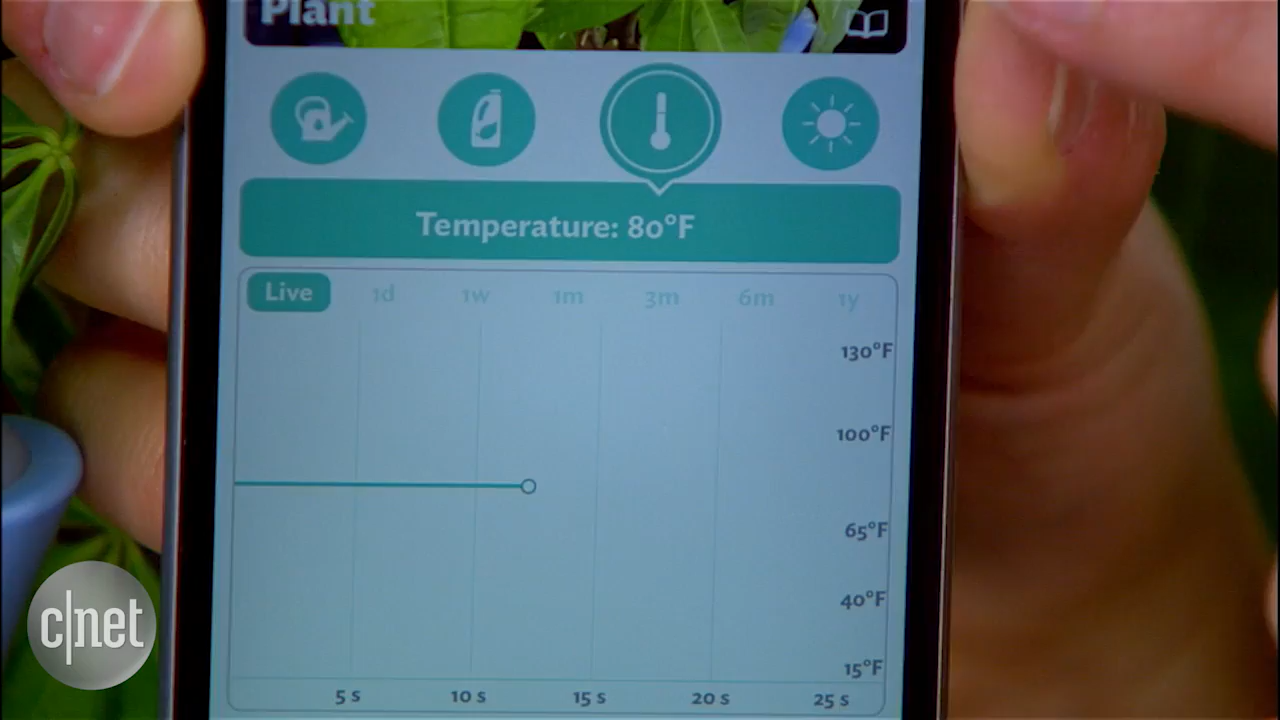 Plant
Temperature: 80°F
Live 1d 1w 1m 3m 6m 1y
130°F
100°F
65°F
40°F
15°F
5 s 10 s 15 s 20 s 25 s
c|net